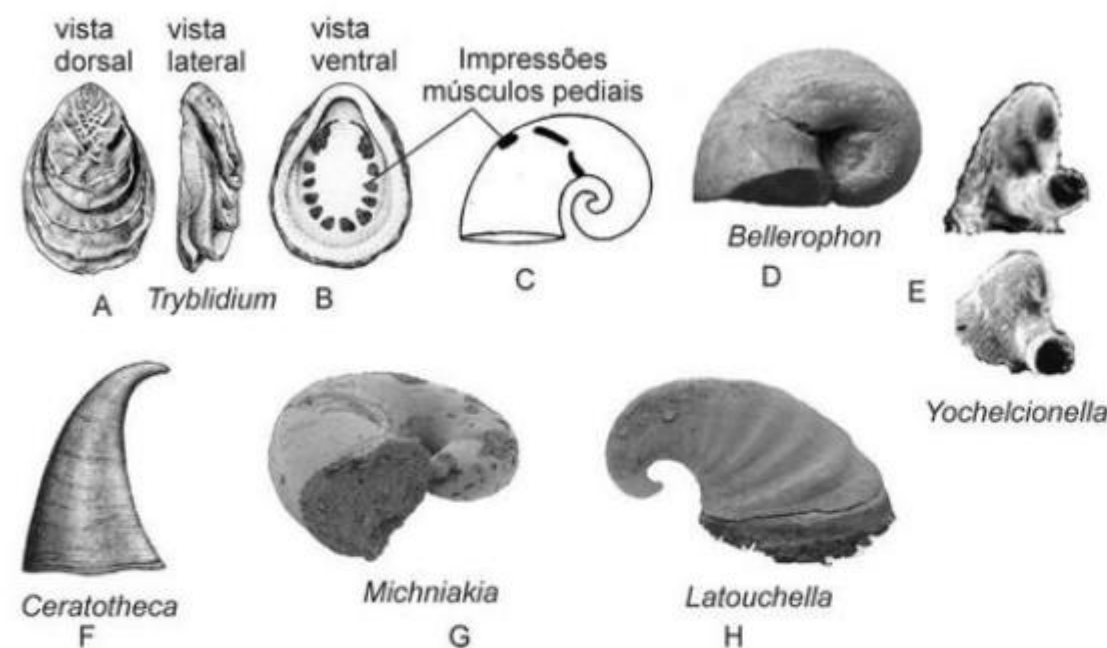 vista dorsal
vista lateral
vista ventral
Impressões
músculos pediais
A
Tryblidium
B
C
Bellerophon
D
E
Yochelcionella
Ceratotheca
F
Michniakia
G
Latouchella
H